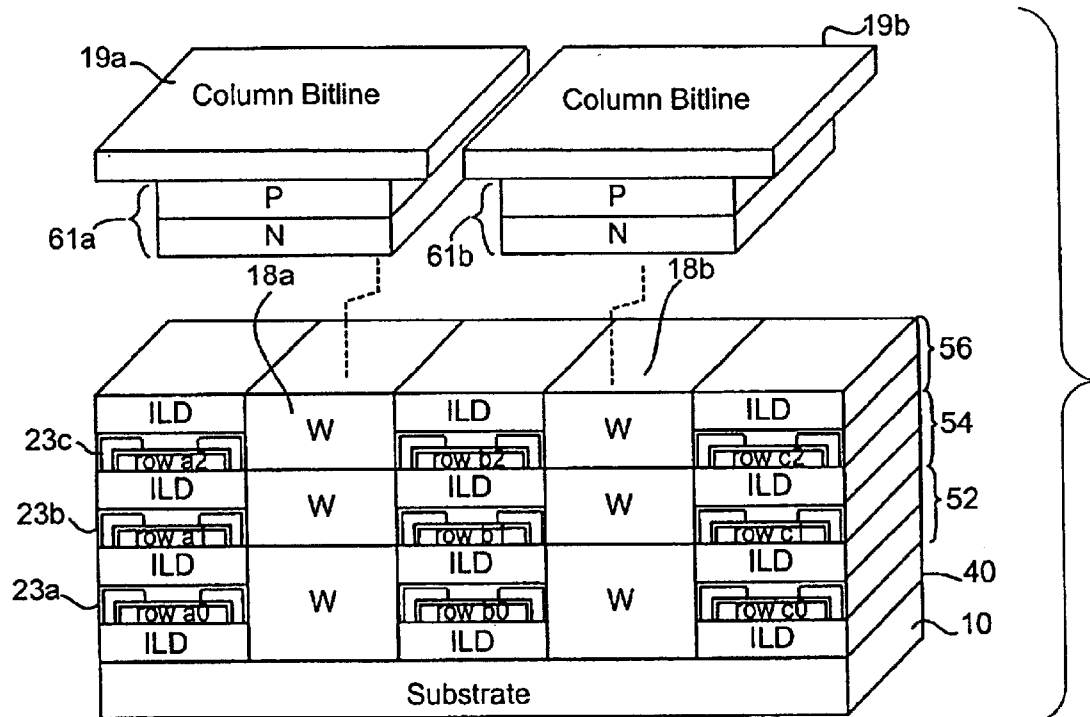 19b
19a
Column Bitline Column Bitline
P P
61a 61b
N N
18a 18b
56
ILD W ILD W ILD
54
23c row a2 row b2 row c2
ILD W ILD W ILD
52
23b row a1 row b1 row c1
ILD W ILD W ILD
40
23a row a0 row b0 row c0
10
ILD ILD ILD
Substrate